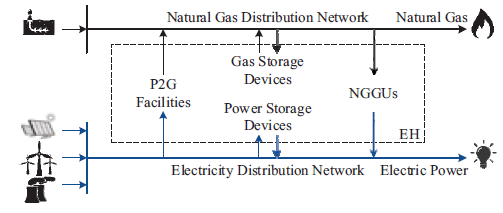 Natural Gas Distribution Network Natural Gas
Gas Storage
Devices
P2G
Facilities
NGGUs
Power Storage
Devices
EH
Electricity Distribution Network Electric Power